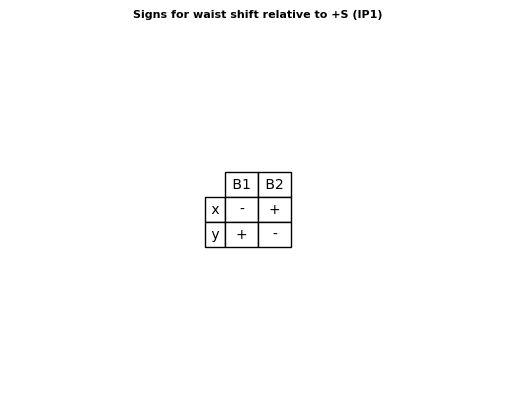 Signs for waist shift relative to +S (IP1)
B1 B2
x - +
y + -